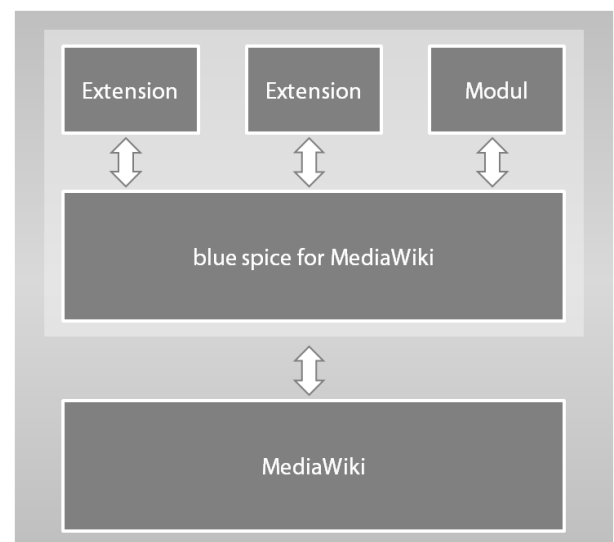 Extension
Extension
Modul
blue spice for MediaWiki
MediaWiki